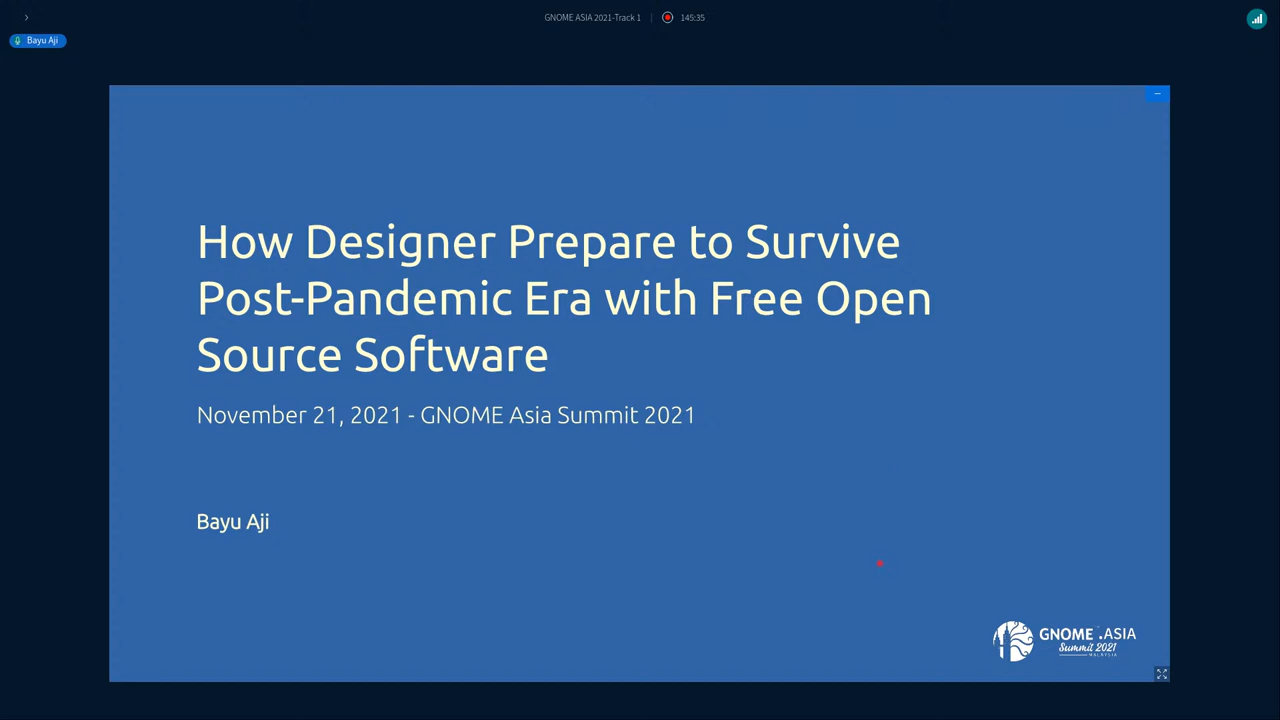 GNOME ASIA 2021-Track 1
145:35
Bayu Aji
How Designer Prepare to Survive
Post-Pandemic Era with Free Open
Source Software
November 21, 2021 - GNOME Asia Summit 2021
Bayu Aji
GNOME .ASIA
Summit 2021
MALAYSIA